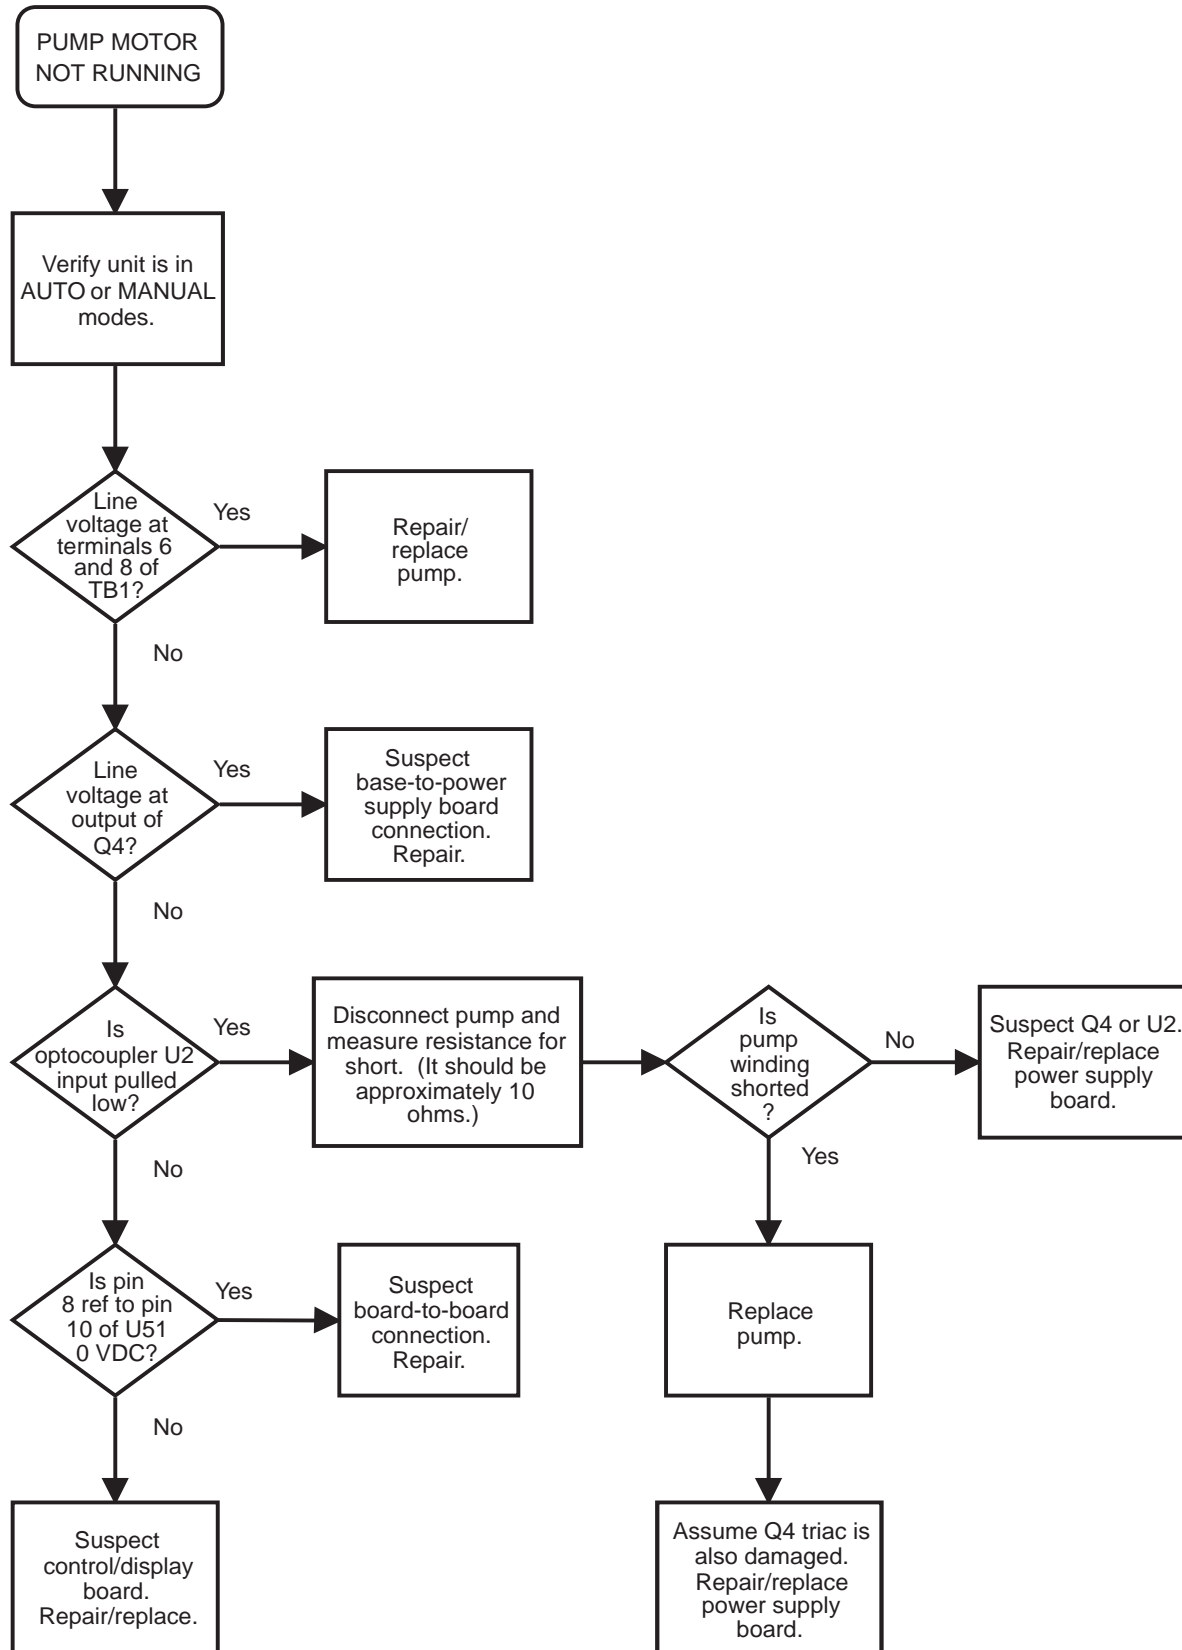 PUMP MOTOR
NOT RUNNING
Verify unit is in
AUTO or MANUAL
modes.
Line
voltage at
terminals 6
and 8 of
TB1?
Yes
Repair/
replace
pump.
No
Line
voltage at
output of
Q4?
Yes
Suspect
base-to-power
supply board
connection.
Repair.
No
Is
optocoupler U2
input pulled
low?
Yes
Disconnect pump and
measure resistance for
short. (It should be
approximately 10
ohms.)
Is
pump
winding
shorted
?
No
Suspect Q4 or U2.
Repair/replace
power supply
board.
No
Yes
Is pin
8 ref to pin
10 of U51
0 VDC?
Yes
Suspect
board-to-board
connection.
Repair.
Replace
pump.
No
Suspect
control/display
board.
Repair/replace.
Assume Q4 triac is
also damaged.
Repair/replace
power supply
board.